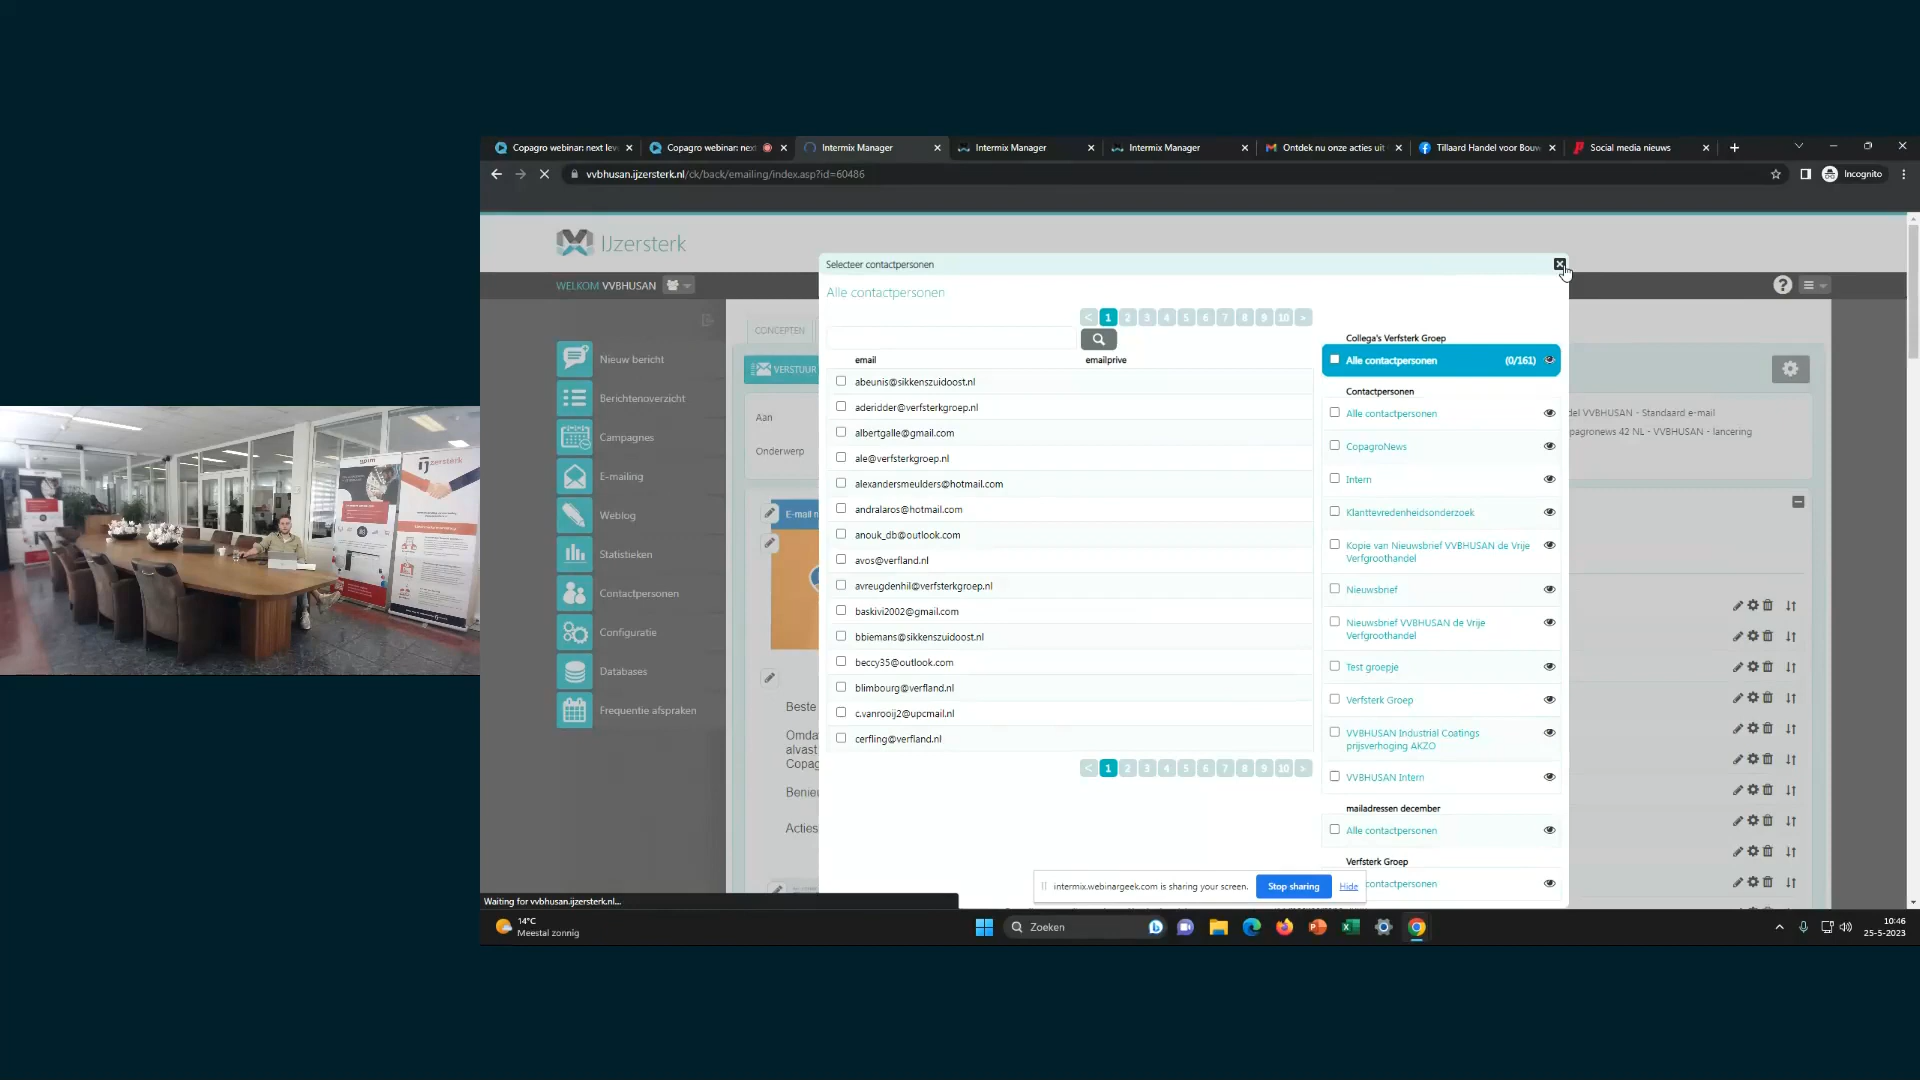 Copagro webinar: next lev
Copagro webinar: nex
Intermix Manager
Intermix Manager
Intermix Manager
Ontdek nu onze acties uit
Tillaard Handel voor Bouw
Social media nieuws
vvbhusan.ijzersterk.nl/ck/back/emailing/index.asp?id=60486
Incognito
IJzersterk
WELKOM VVBHUSAN
Nieuw bericht
Berichtenoverzicht
Campagnes
E-mailing
Weblog
Statistieken
Contactpersonen
Configuratie
Databases
Frequentie afspraken
CONCEPTEN
VERSTUUR
Aan
Onderwerp
E-mail n
Beste
Omda
alvast
Copag
Benie
Acties
Selecteer contactpersonen
Alle contactpersonen
< 1 2 3 4 5 6 7 8 9 10 >
email emailprive
abeunis@sikkenszuidoost.nl
aderidder@verfsterkgroep.nl
albertgalle@gmail.com
ale@verfsterkgroep.nl
alexandersmeulders@hotmail.com
andralaros@hotmail.com
anouk_db@outlook.com
avos@verfland.nl
avreugdenhil@verfsterkgroep.nl
baskivi2002@gmail.com
bbiemans@sikkenszuidoost.nl
beccy35@outlook.com
blimbourg@verfland.nl
c.vanrooij2@upcmail.nl
cerfling@verfland.nl
< 1 2 3 4 5 6 7 8 9 10 >
Collega's Verfsterk Groep
Alle contactpersonen (0/161)
Contactpersonen
Alle contactpersonen
CopagroNews
Intern
Klanttevredenheidsonderzoek
Kopie van Nieuwsbrief VVBHUSAN de Vrije
Verfgroothandel
Nieuwsbrief
Nieuwsbrief VVBHUSAN de Vrije
Verfgroothandel
Test groepje
Verfsterk Groep
VVBHUSAN Industrial Coatings
prijsverhoging AKZO
VVBHUSAN Intern
mailadressen december
Alle contactpersonen
Verfsterk Groep
contactpersonen
del VVBHUSAN - Standaard e-mail
pagronews 42 NL - VVBHUSAN - lancering
intermix.webinargeek.com is sharing your screen.
Stop sharing
Hide
Waiting for vvbhusan.ijzersterk.nl...
14°C
Meestal zonnig
Zoeken
10:46
25-5-2023
ijzersterk